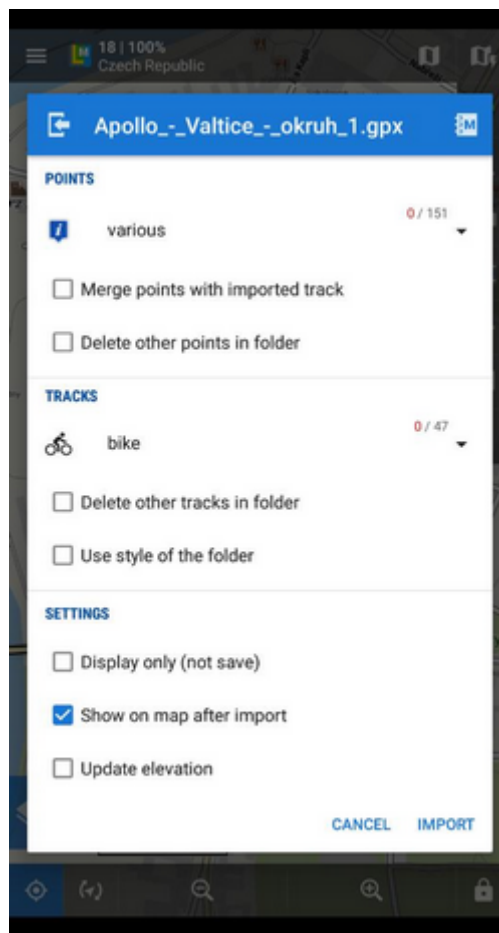 18 | 100%
Czech Republic
Apollo_-_Valtice_-_okruh_1.gpx
POINTS
various
0 / 151
Merge points with imported track
Delete other points in folder
TRACKS
bike
0 / 47
Delete other tracks in folder
Use style of the folder
SETTINGS
Display only (not save)
Show on map after import
Update elevation
CANCEL IMPORT